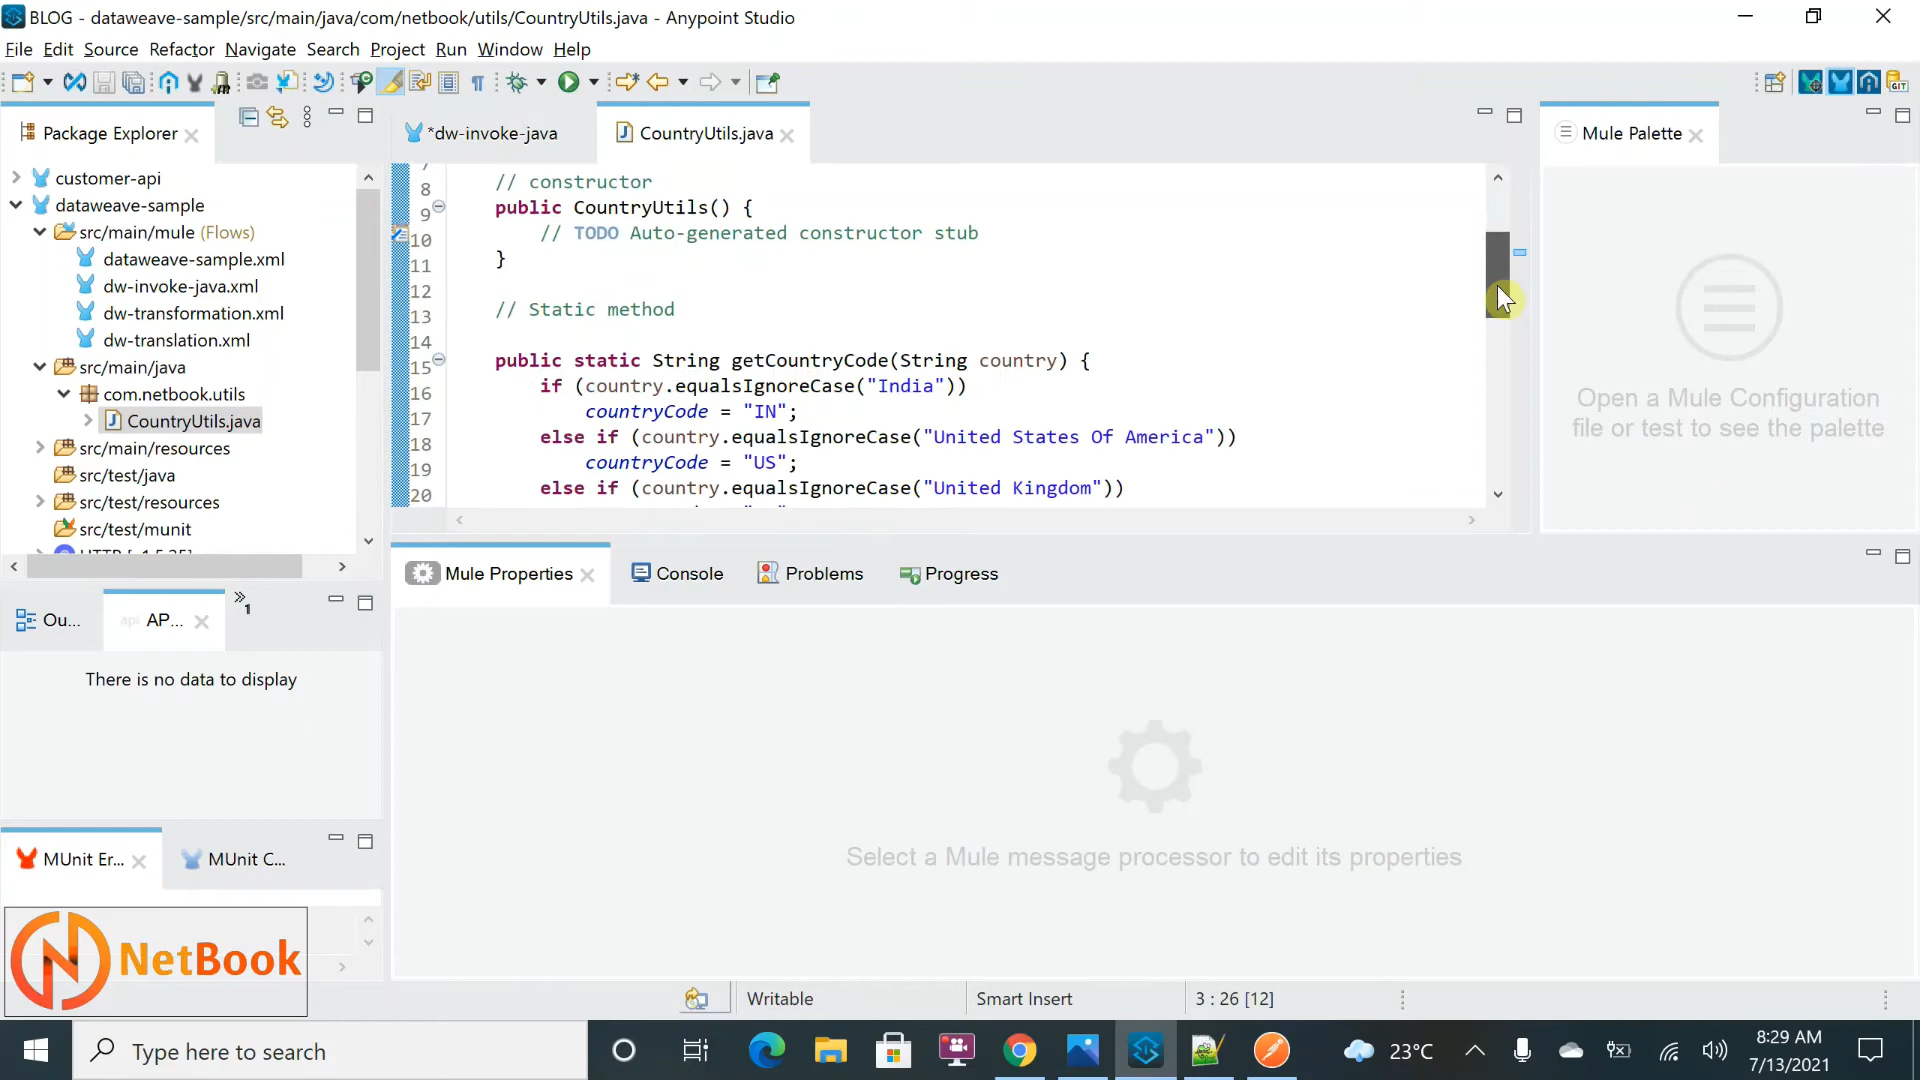 BLOG - dataweave-sample/src/main/java/com/netbook/utils/CountryUtils.java - Anypoint Studio
File Edit Source Refactor Navigate Search Project Run Window Help
Package Explorer
customer-api
dataweave-sample
src/main/mule (Flows)
dataweave-sample.xml
dw-invoke-java.xml
dw-transformation.xml
dw-translation.xml
src/main/java
com.netbook.utils
CountryUtils.java
src/main/resources
src/test/java
src/test/resources
src/test/munit
*dw-invoke-java
CountryUtils.java
8 // constructor
9 public CountryUtils() {
10 // TODO Auto-generated constructor stub
11 }
12
13 // Static method
14
15 public static String getCountryCode(String country) {
16 if (country.equalsIgnoreCase("India"))
17 countryCode = "IN";
18 else if (country.equalsIgnoreCase("United States Of America"))
19 countryCode = "US";
20 else if (country.equalsIgnoreCase("United Kingdom"))
Mule Palette
Open a Mule Configuration
file or test to see the palette
Ou...
api AP...
»1
There is no data to display
MUnit Er...
MUnit C...
Mule Properties
Console
Problems
Progress
Select a Mule message processor to edit its properties
NetBook
Writable
Smart Insert
3 : 26 [12]
Type here to search
23°C
8:29 AM
7/13/2021